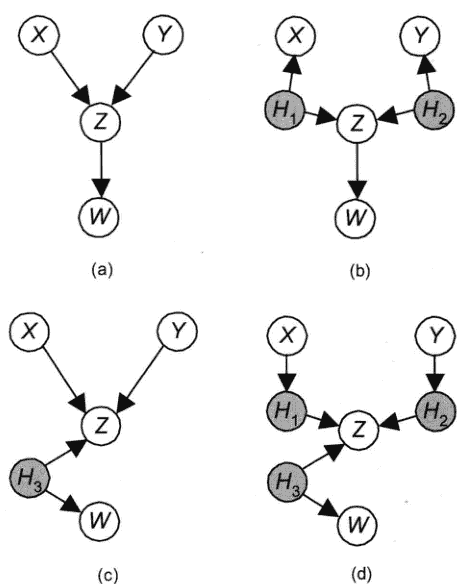 X Y X Y
Z H1 Z H2
W W
(a) (b)
X Y X Y
Z H1 Z H2
H3 H3
W W
(c) (d)